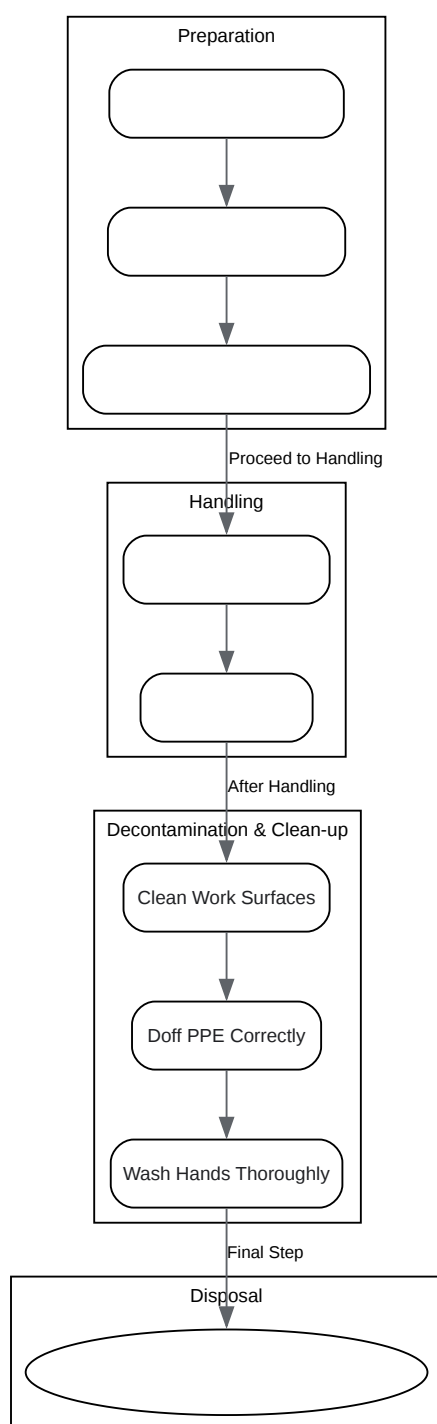 Preparation
Proceed to Handling
Handling
After Handling
Decontamination & Clean-up
Clean Work Surfaces
Doff PPE Correctly
Wash Hands Thoroughly
Final Step
Disposal